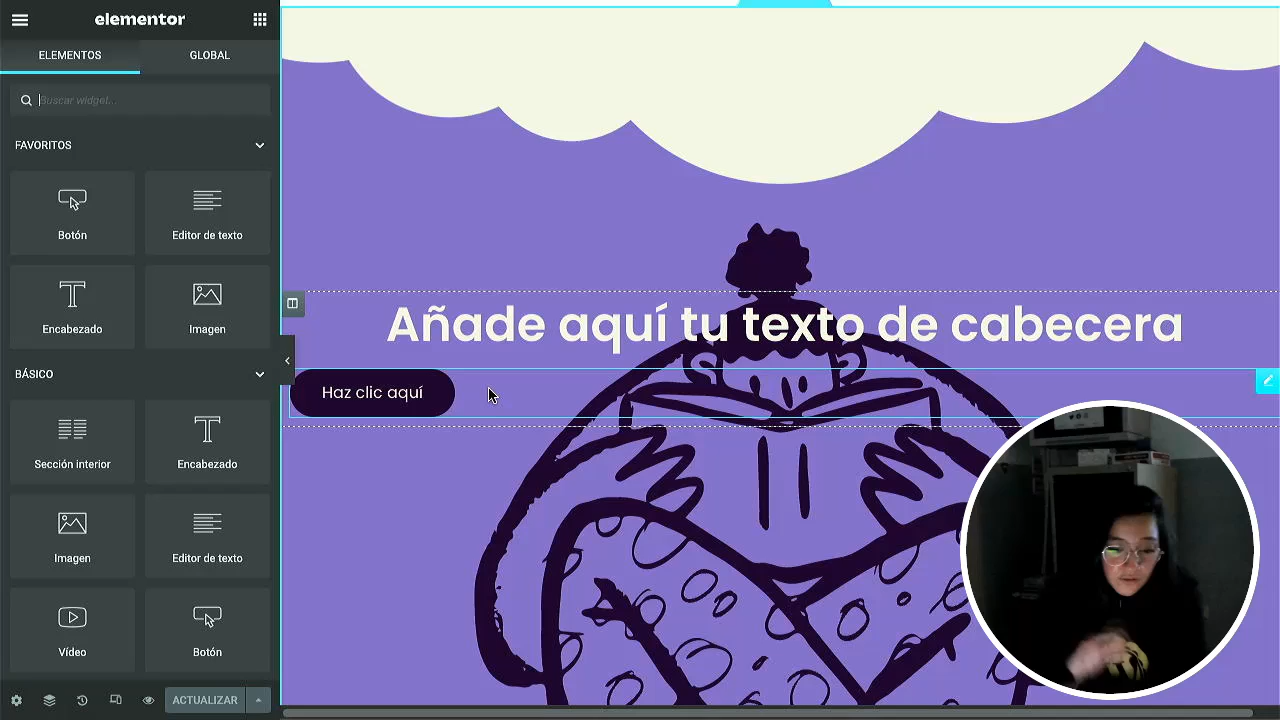 elementor
ELEMENTOS
GLOBAL
Buscar widget...
FAVORITOS
Botón
Editor de texto
Encabezado
Imagen
BÁSICO
Sección Interior
Encabezado
Imagen
Editor de texto
Vídeo
Botón
ACTUALIZAR
Añade aquí tu texto de cabecera
Haz clic aquí